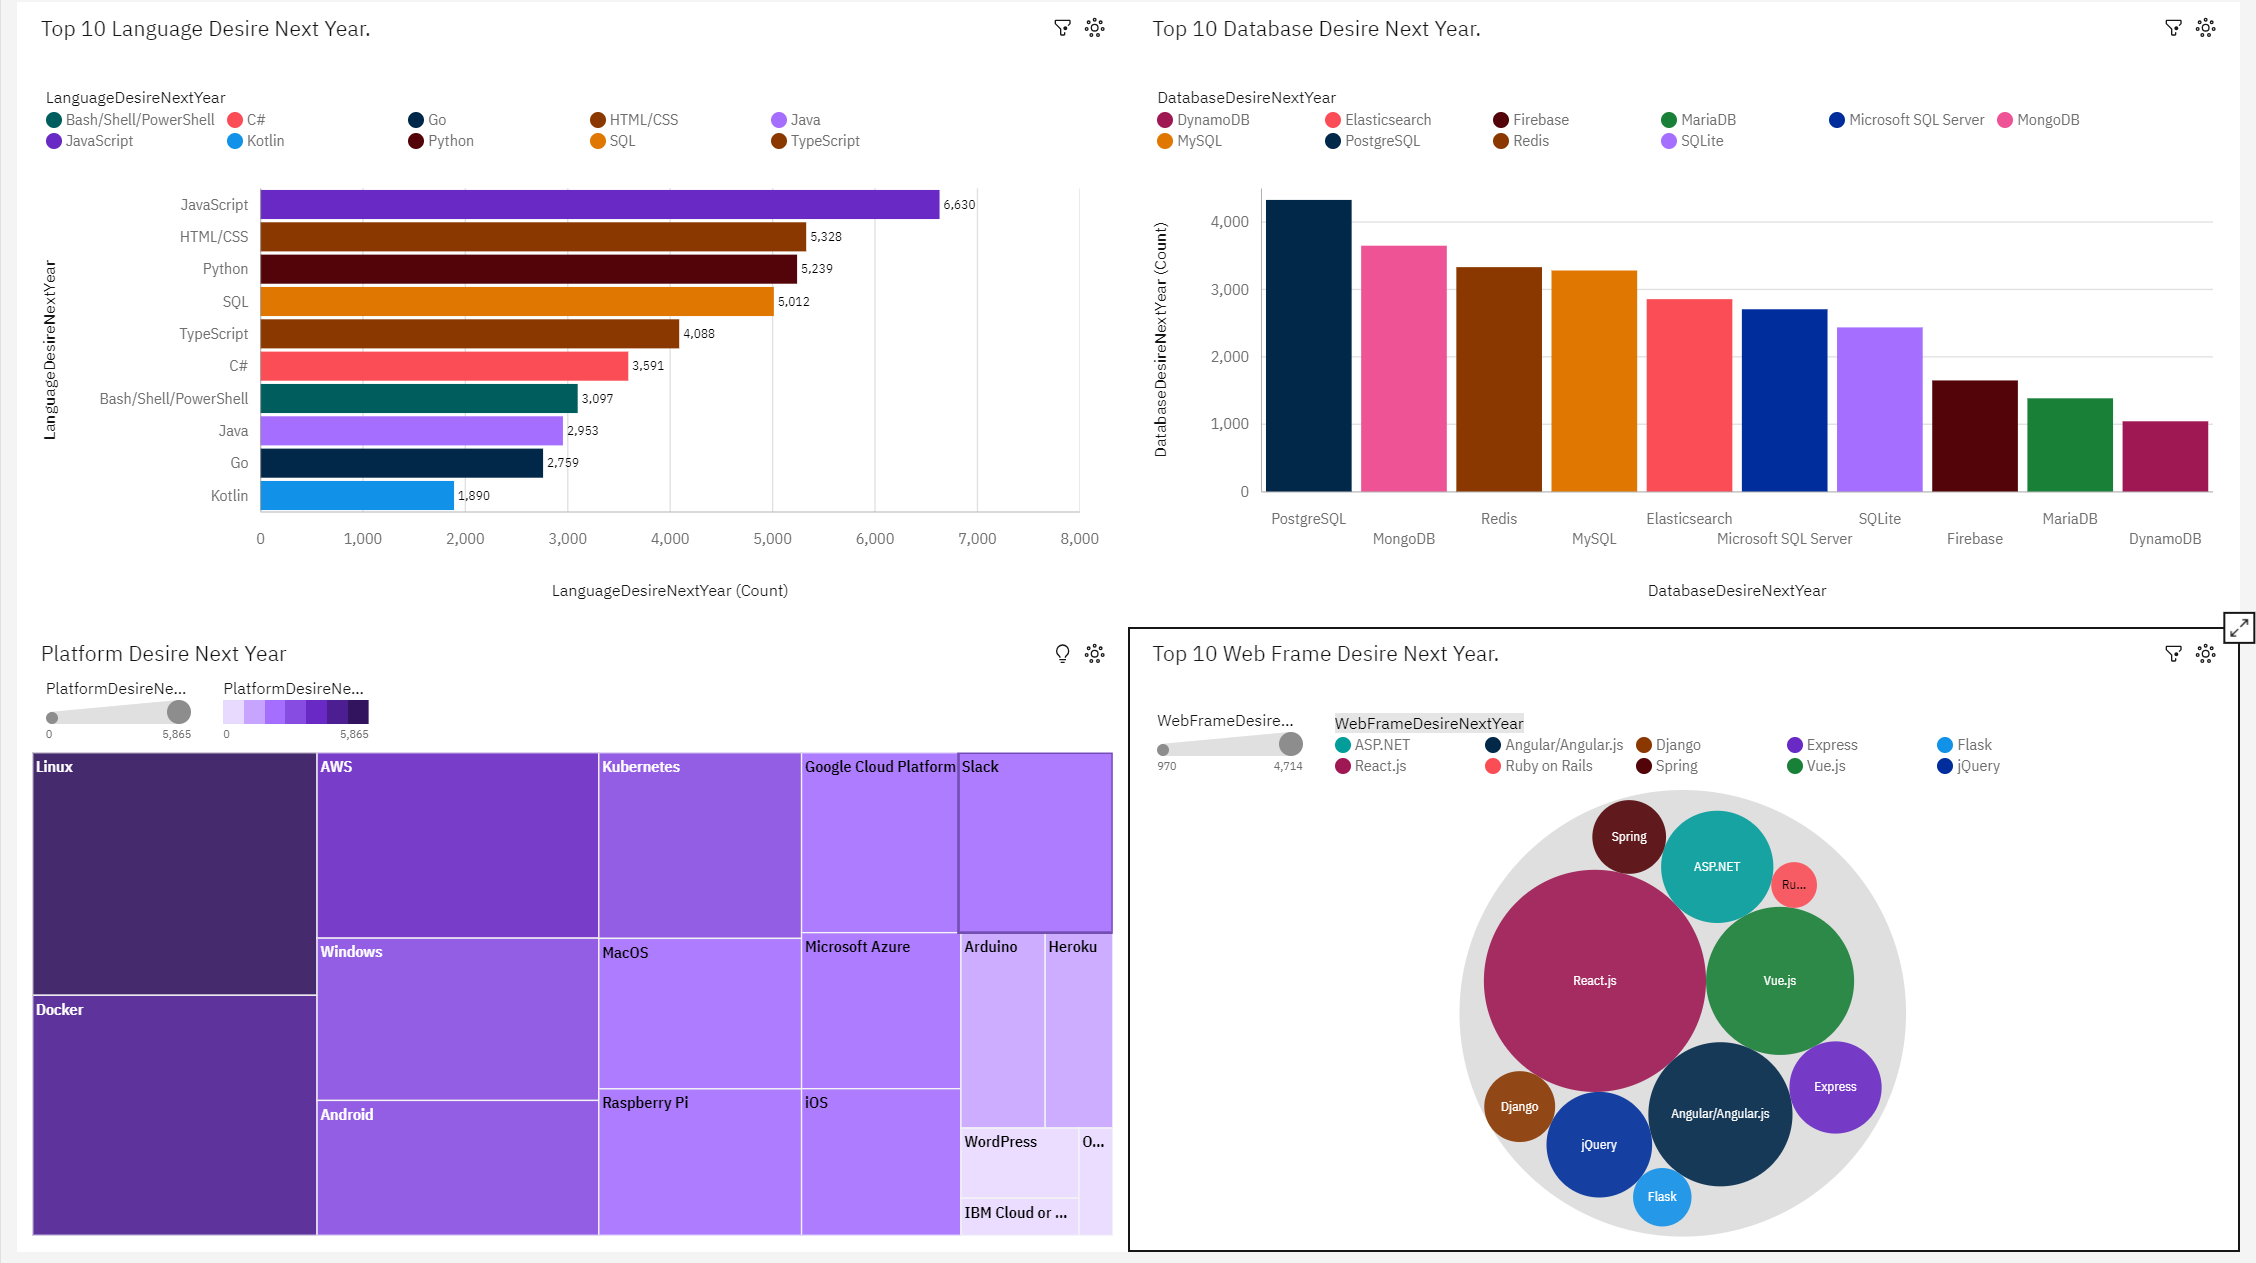 Top 10 Language Desire Next Year.
LanguageDesireNextYear
Bash/Shell/PowerShell C# Go HTML/CSS Java
JavaScript Kotlin Python SQL TypeScript
LanguageDesireNextYear
JavaScript 6,630
HTML/CSS 5,328
Python 5,239
SQL 5,012
TypeScript 4,088
C# 3,591
Bash/Shell/PowerShell 3,097
Java 2,953
Go 2,759
Kotlin 1,890
0 1,000 2,000 3,000 4,000 5,000 6,000 7,000 8,000
LanguageDesireNextYear (Count)
Top 10 Database Desire Next Year.
DatabaseDesireNextYear
DynamoDB Elasticsearch Firebase MariaDB Microsoft SQL Server MongoDB
MySQL PostgreSQL Redis SQLite
DatabaseDesireNextYear (Count)
4,000
3,000
2,000
1,000
0
PostgreSQL Redis Elasticsearch SQLite MariaDB
MongoDB MySQL Microsoft SQL Server Firebase DynamoDB
DatabaseDesireNextYear
Platform Desire Next Year
PlatformDesireNe... PlatformDesireNe...
0 5,865 0 5,865
Linux AWS Kubernetes Google Cloud Platform Slack
Windows MacOS Microsoft Azure Arduino Heroku
Docker
Android Raspberry Pi iOS
WordPress O...
IBM Cloud or ...
Top 10 Web Frame Desire Next Year.
WebFrameDesire... WebFrameDesireNextYear
970 4,714
ASP.NET Angular/Angular.js Django Express Flask
React.js Ruby on Rails Spring Vue.js jQuery
Spring
ASP.NET
Ru...
React.js
Vue.js
Express
Django
Angular/Angular.js
jQuery
Flask